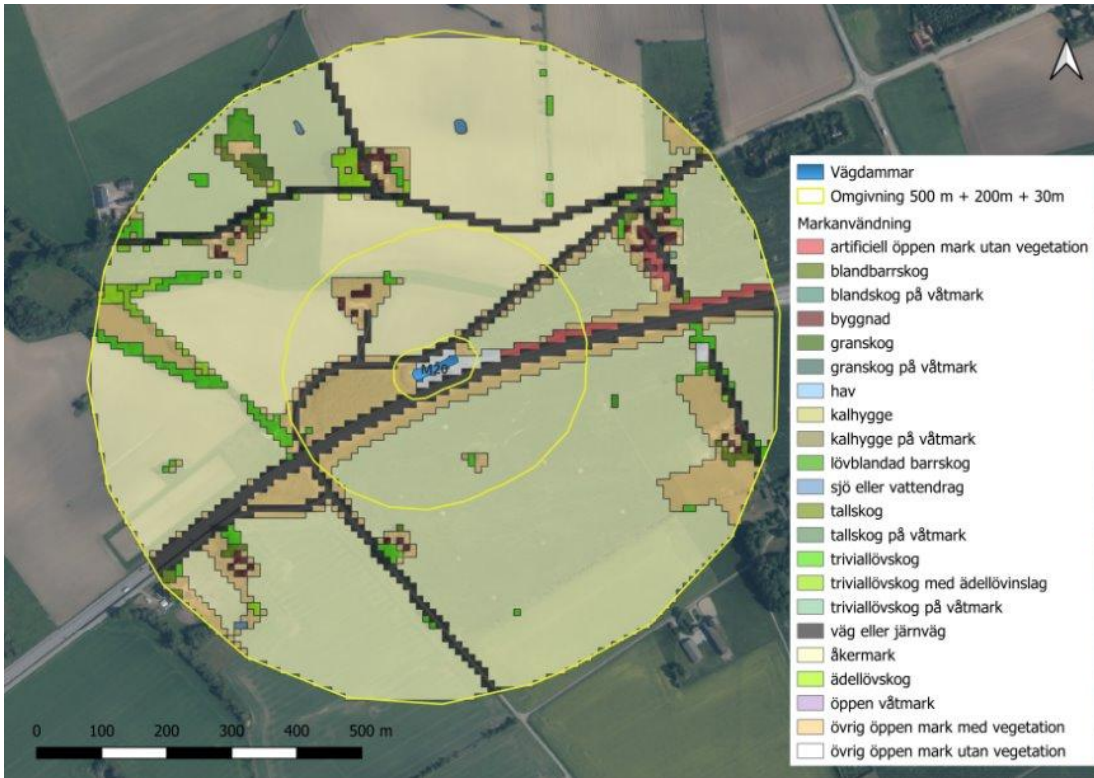 M20
Vägdammar
Omgivning 500 m + 200m + 30m
Markanvändning
artificiell öppen mark utan vegetation
blandbarrskog
blandskog på våtmark
byggnad
granskog
granskog på våtmark
hav
kalhygge
kalhygge på våtmark
lövblandad barrskog
sjö eller vattendrag
tallskog
tallskog på våtmark
triviallövskog
triviallövskog med ädellövinslag
triviallövskog på våtmark
väg eller järnväg
åkermark
ädellövskog
öppen våtmark
övrig öppen mark med vegetation
övrig öppen mark utan vegetation
0 100 200 300 400 500 m